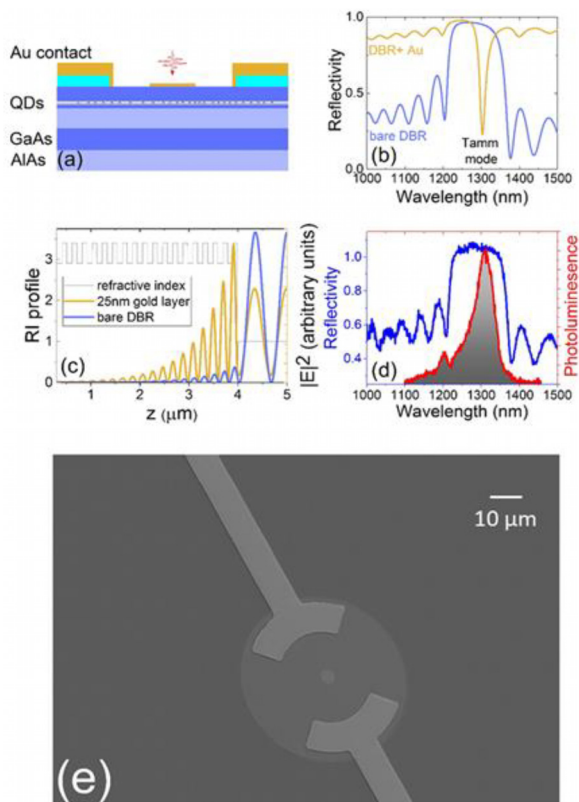 Au contact
QDs
GaAs
AlAs
(a)
Reflectivity
1.0
0.5
0.0
DBR+ Au
bare DBR
Tamm
mode
(b)
1000 1100 1200 1300 1400 1500
Wavelength (nm)
RI profile
3
2
1
0
refractive index
25nm gold layer
bare DBR
(c)
1 2 3 4 5
z (μm)
|E|² (arbitrary units)
Reflectivity
1.0
0.8
0.6
0.4
(d)
Photoluminesence
1000 1100 1200 1300 1400 1500
Wavelength (nm)
10 μm
(e)